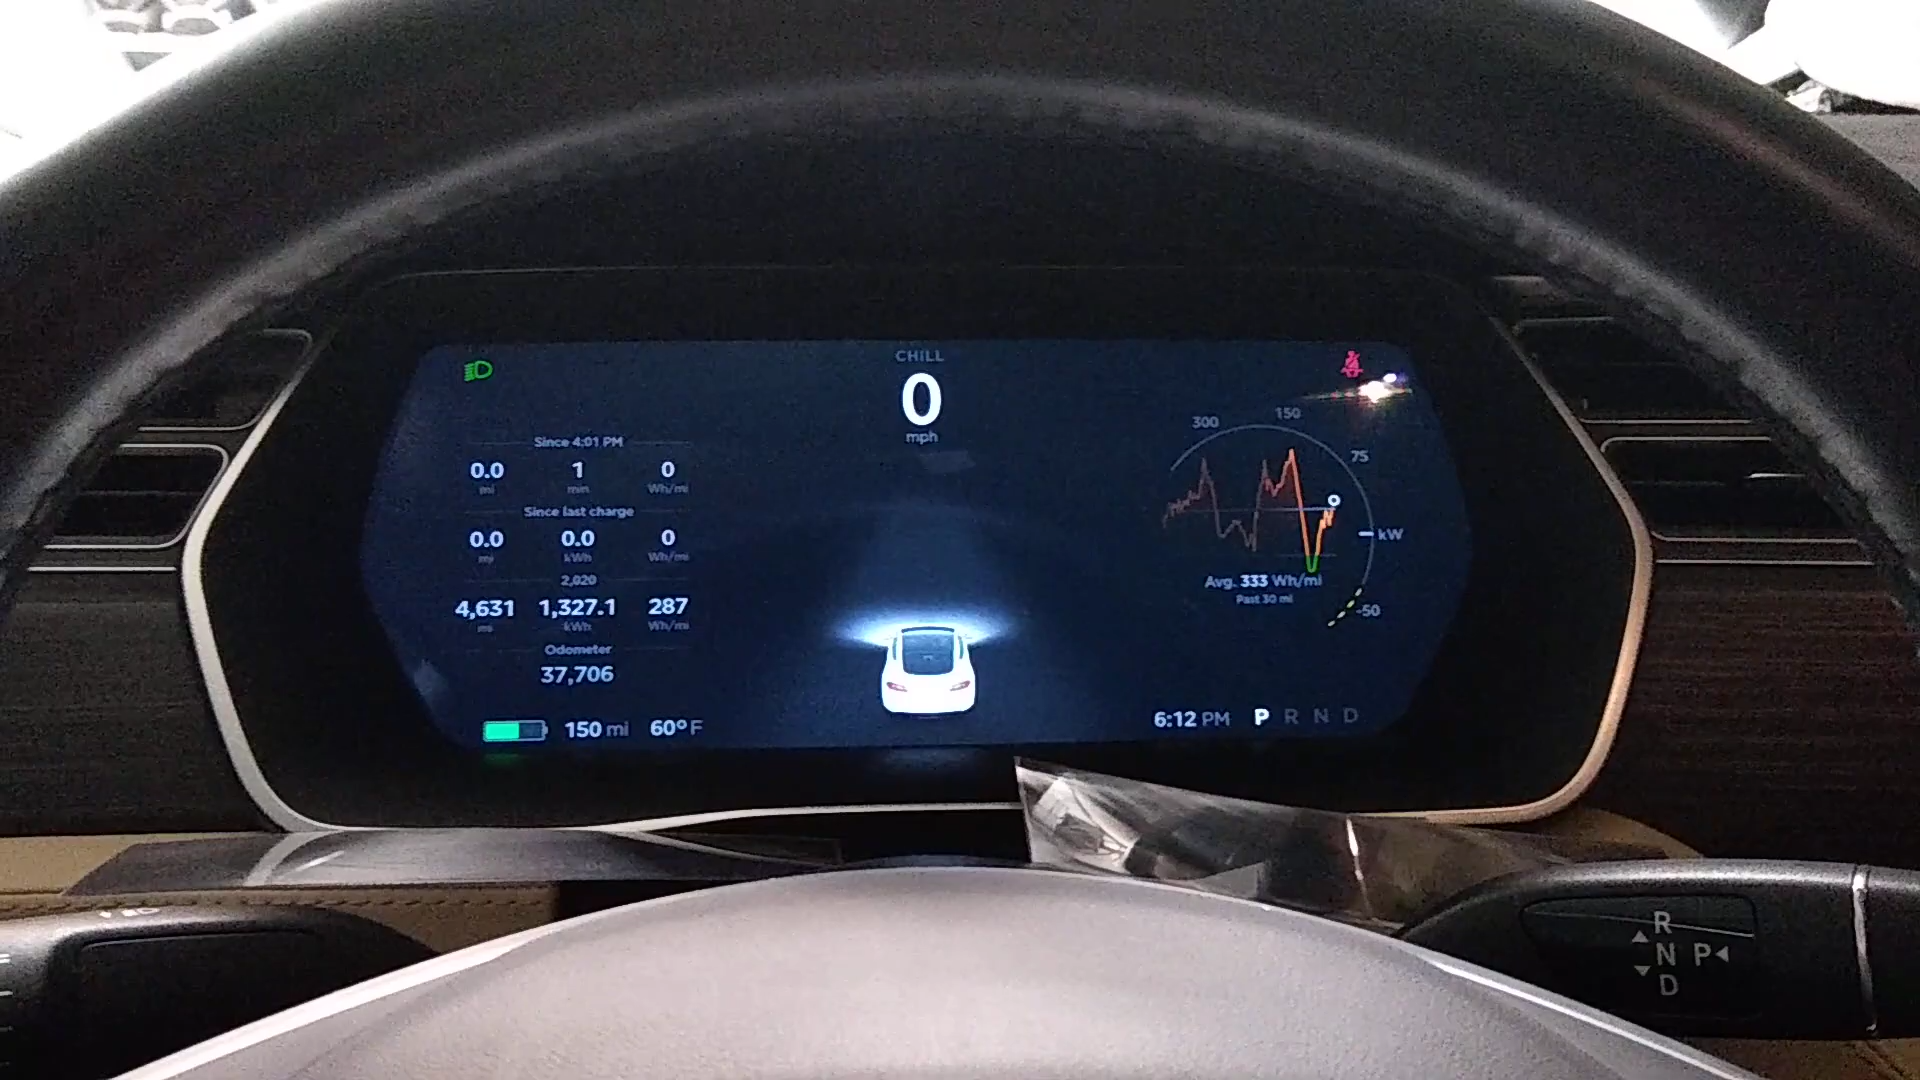 CHILL
0
mph
Since 4:01 PM
0.0 1 0
mi min Wh/mi
Since last charge
0.0 0.0 0
mi kWh Wh/mi
2,020
4,631 1,327.1 287
mi kWh Wh/mi
Odometer
37,706
150 mi 60°F
300 150
75
kW
-50
Avg. 333 Wh/mi
Past 30 mi
6:12 PM P R N D
R
N P
D